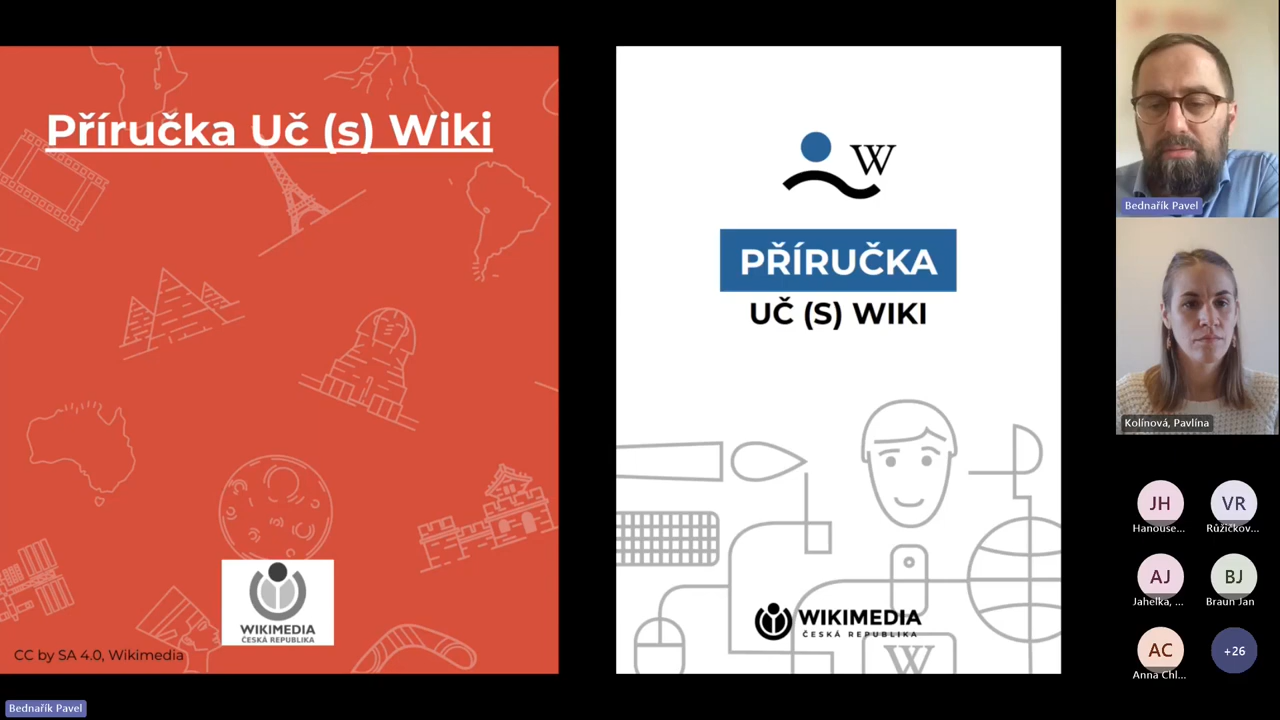 Příručka Uč (s) Wiki
WIKIMEDIA
ČESKÁ REPUBLIKA
CC by SA 4.0, Wikimedia
W
PŘÍRUČKA
UČ (S) WIKI
WIKIMEDIA
ČESKÁ REPUBLIKA
W
Bednařík Pavel
Kolínová, Pavlína
JH
Hanouse...
VR
Růžičkov...
AJ
Jahelka, ...
BJ
Braun Jan
AC
Anna Chl...
+26
Bednařík Pavel